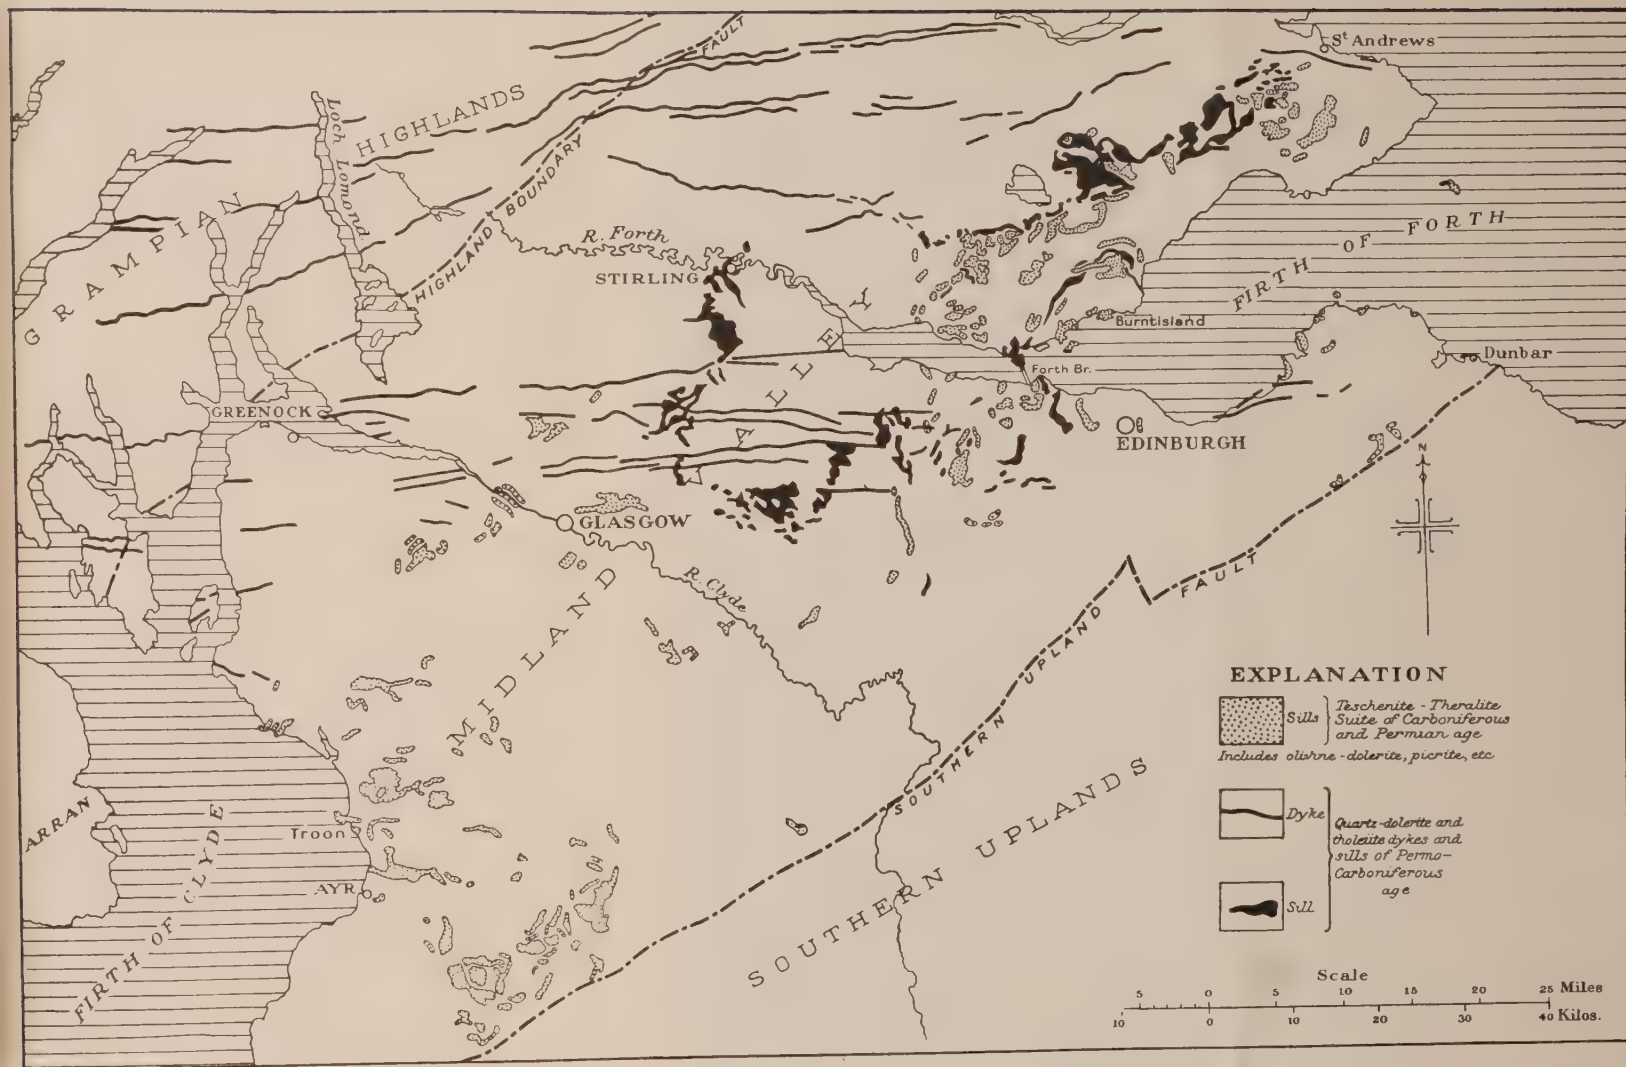 St Andrews
FAULT
HIGHLANDS
Loch Lomond
BOUNDARY
HIGHLAND
GRAMPIAN
R. Forth
STIRLING
FIRTH OF FORTH
Burntisland
Forth Br.
Dunbar
GREENOCK
EDINBURGH
VALLEY
N
GLASGOW
R. Clyde
MIDLAND
FAULT
UPLAND
SOUTHERN
SOUTHERN UPLANDS
ARRAN
FIRTH OF CLYDE
Troon
AYR
EXPLANATION
Sills
Teschenite - Theralite
Suite of Carboniferous
and Permian age
Includes olivine-dolerite, picrite, etc
Dyke
Quartz-dolerite and
tholeiite dykes and
sills of Permo-
Carboniferous
age
Sill
Scale
5 0 5 10 15 20 25 Miles
10 0 10 20 30 40 Kilos.